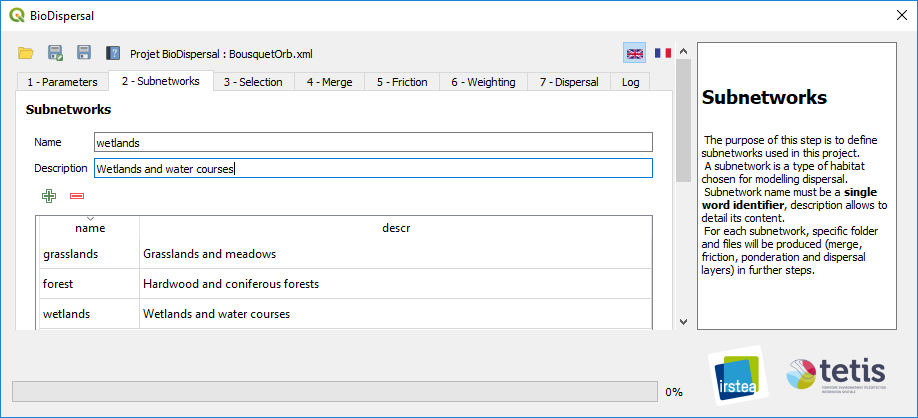 BioDispersal
Projet BioDispersal : BousquetOrb.xml
1 - Parameters
2 - Subnetworks
3 - Selection
4 - Merge
5 - Friction
6 - Weighting
7 - Dispersal
Log
Subnetworks
Name
wetlands
Description
Wetlands and water courses
name
descr
grasslands
Grasslands and meadows
forest
Hardwood and coniferous forests
wetlands
Wetlands and water courses
Subnetworks
The purpose of this step is to define
subnetworks used in this project.
A subnetwork is a type of habitat
chosen for modelling dispersal.
Subnetwork name must be a single
word identifier, description allows to
detail its content.
For each subnetwork, specific folder
and files will be produced (merge,
friction, ponderation and dispersal
layers) in further steps.
0%
irstea
tetis